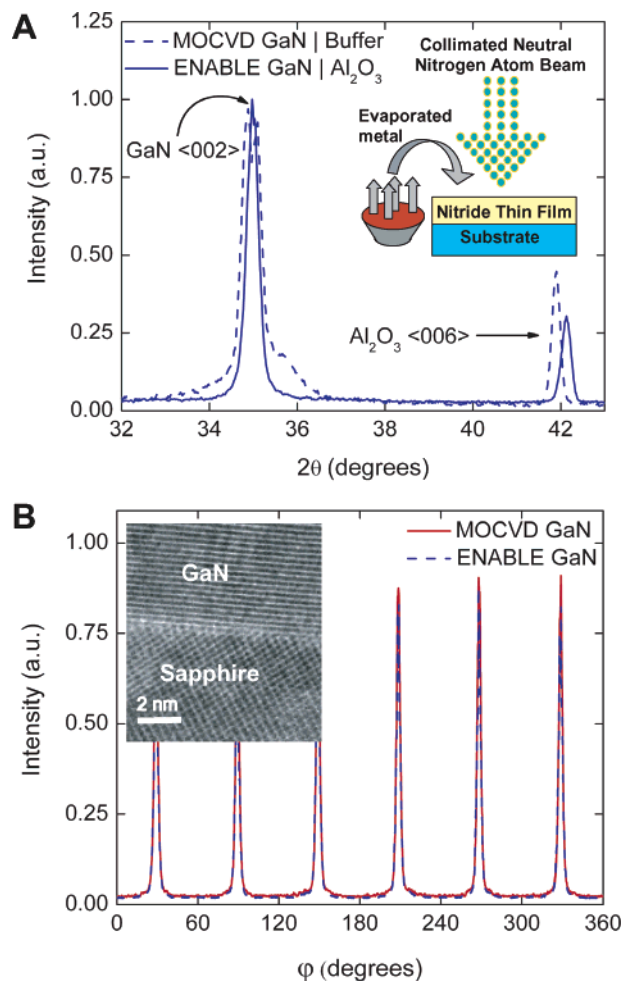 A
1.25
1.00
0.75
0.50
0.25
0.00
Intensity (a.u.)
MOCVD GaN | Buffer
ENABLE GaN | Al₂O₃
GaN <002>
Collimated Neutral
Nitrogen Atom Beam
Evaporated
metal
Nitride Thin Film
Substrate
Al₂O₃ <006>
32 34 36 38 40 42
2θ (degrees)
B
1.00
0.75
0.50
0.25
0.00
Intensity (a.u.)
MOCVD GaN
ENABLE GaN
GaN
Sapphire
2 nm
0 60 120 180 240 300 360
φ (degrees)